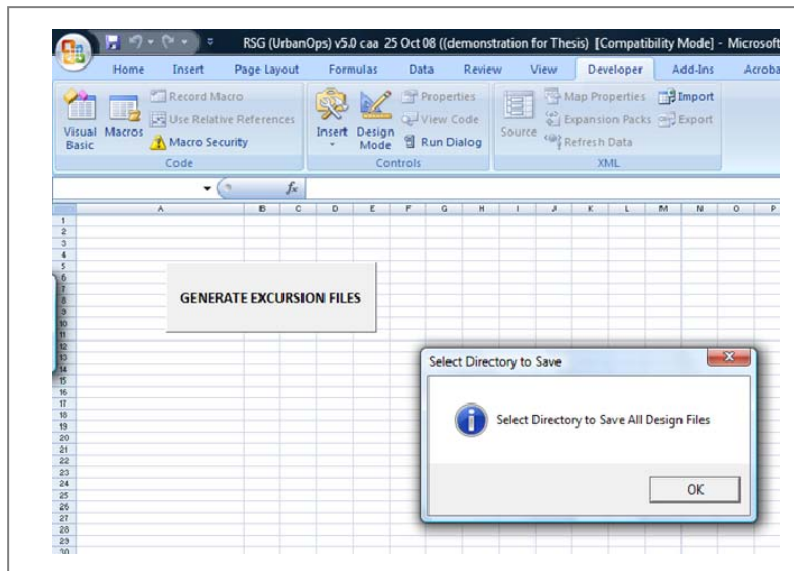 RSG (UrbanOps) v5.0 caa 25 Oct 08 ((demonstration for Thesis) [Compatibility Mode] - Microsoft
Home Insert Page Layout Formulas Data Review View Developer Add-Ins Acroba
Visual Basic
Macros
Record Macro
Use Relative References
Macro Security
Code
Insert
Design Mode
Properties
View Code
Run Dialog
Controls
Source
Map Properties
Expansion Packs
Refresh Data
Import
Export
XML
fx
A B C D E F G H I J K L M N O P
1
2
3
4
5
6
7
8
9
10
11
12
13
14
15
16
17
18
19
20
21
22
23
24
25
26
27
28
29
30
GENERATE EXCURSION FILES
Select Directory to Save
Select Directory to Save All Design Files
OK